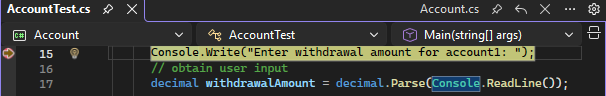 AccountTest.cs
Account.cs
Account
AccountTest
Main(string[] args)
15 Console.Write("Enter withdrawal amount for account1: ");
16 // obtain user input
17 decimal withdrawalAmount = decimal.Parse(Console.ReadLine());